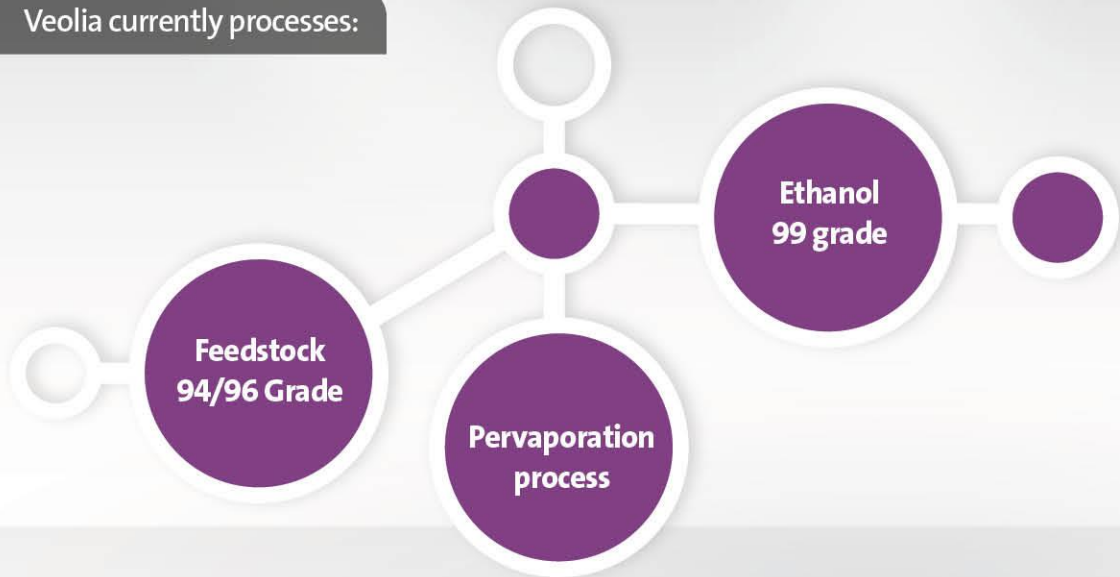 Veolia currently processes:
Ethanol
99 grade
Feedstock
94/96 Grade
Pervaporation
process